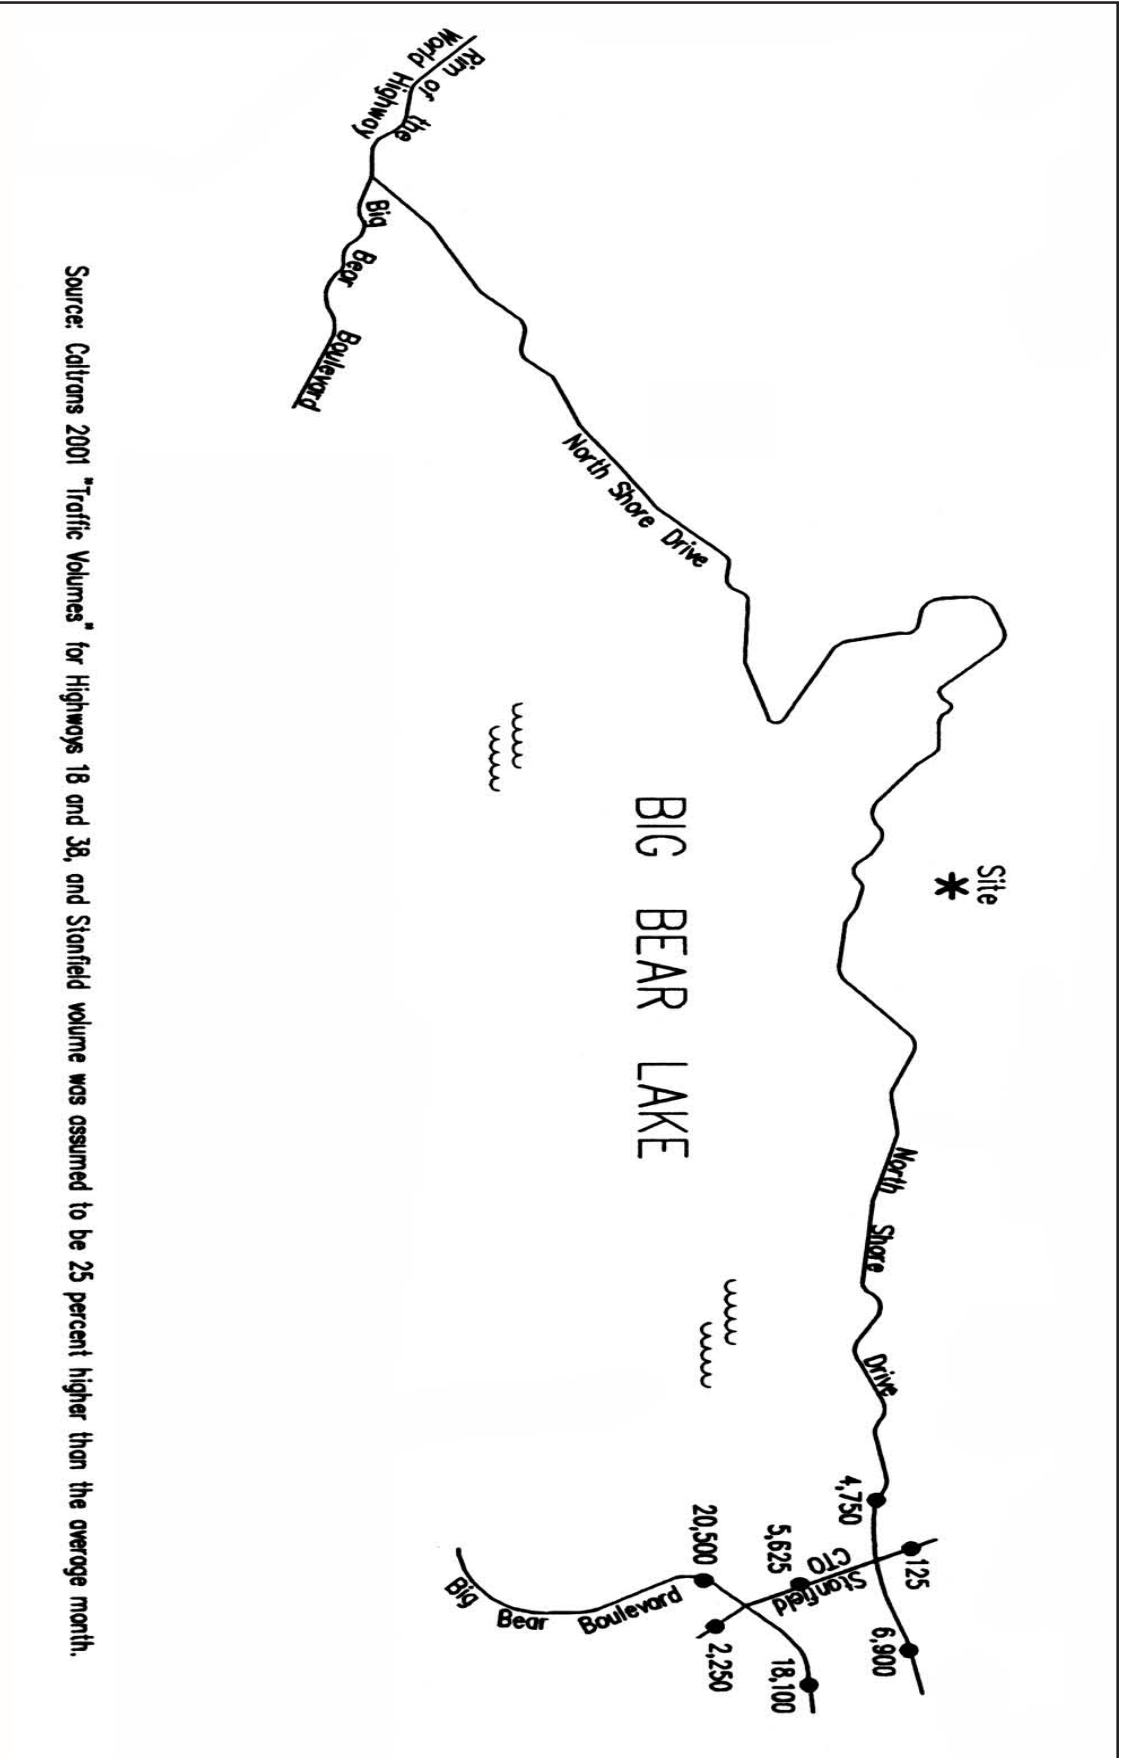 Rim of the
World Highway
Big Bear Boulevard
North Shore Drive
Site
BIG BEAR LAKE
North Shore Drive
4,750
125
6,900
Stanfield
CTO
5,625
20,500
18,100
2,250
Big Bear Boulevard
Source: Caltrans 2001 "Traffic Volumes" for Highways 18 and 38, and Stanfield volume was assumed to be 25 percent higher than the average month.